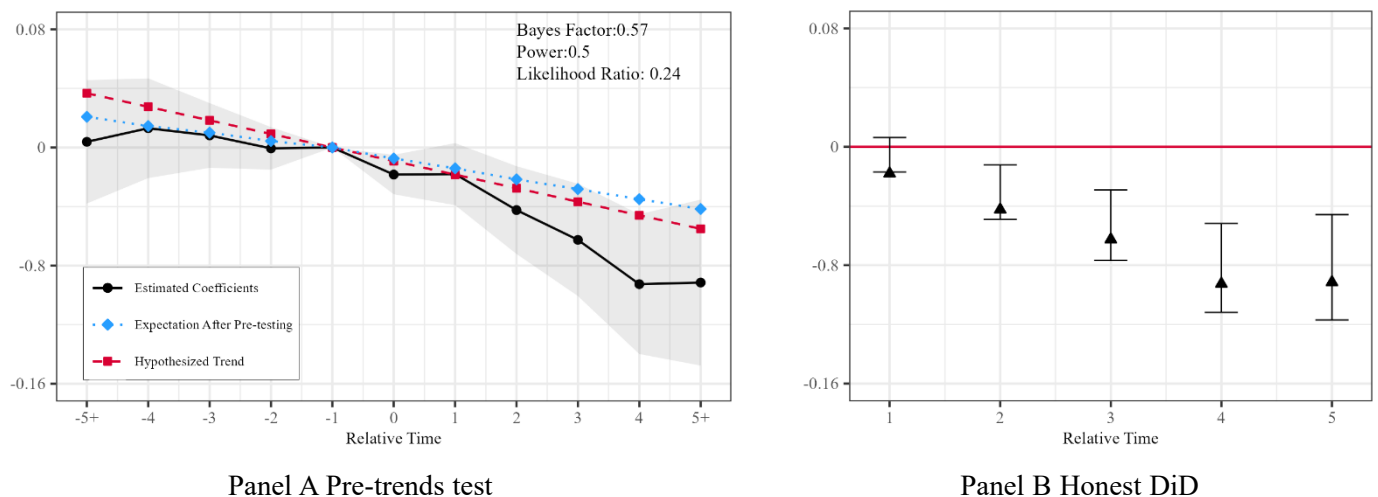 Bayes Factor:0.57
Power:0.5
Likelihood Ratio: 0.24
0.08
0
-0.8
-0.16
Estimated Coefficients
Expectation After Pre-testing
Hypothesized Trend
-5+ -4 -3 -2 -1 0 1 2 3 4 5+
Relative Time
Panel A Pre-trends test
0.08
0
-0.8
-0.16
1 2 3 4 5
Relative Time
Panel B Honest DiD